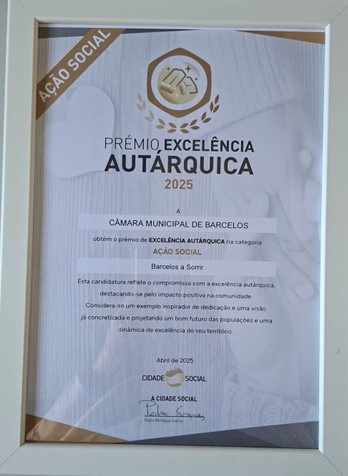 AÇÃO SOCIAL
PRÉMIO EXCELÊNCIA
AUTÁRQUICA
2025
A
CÂMARA MUNICIPAL DE BARCELOS
obtém o prémio de EXCELÊNCIA AUTÁRQUICA na categoria
AÇÃO SOCIAL
Barcelos a Sorrir
Esta candidatura reflete o compromisso com a excelência autárquica,
destacando-se pelo impacto positivo na comunidade.
Considera-se um exemplo inspirador de dedicação e uma visão
já concretizada e projetando um bom futuro das populações e uma
dinâmica de excelência do seu território.
Abril de 2025
CIDADE SOCIAL
A CIDADE SOCIAL